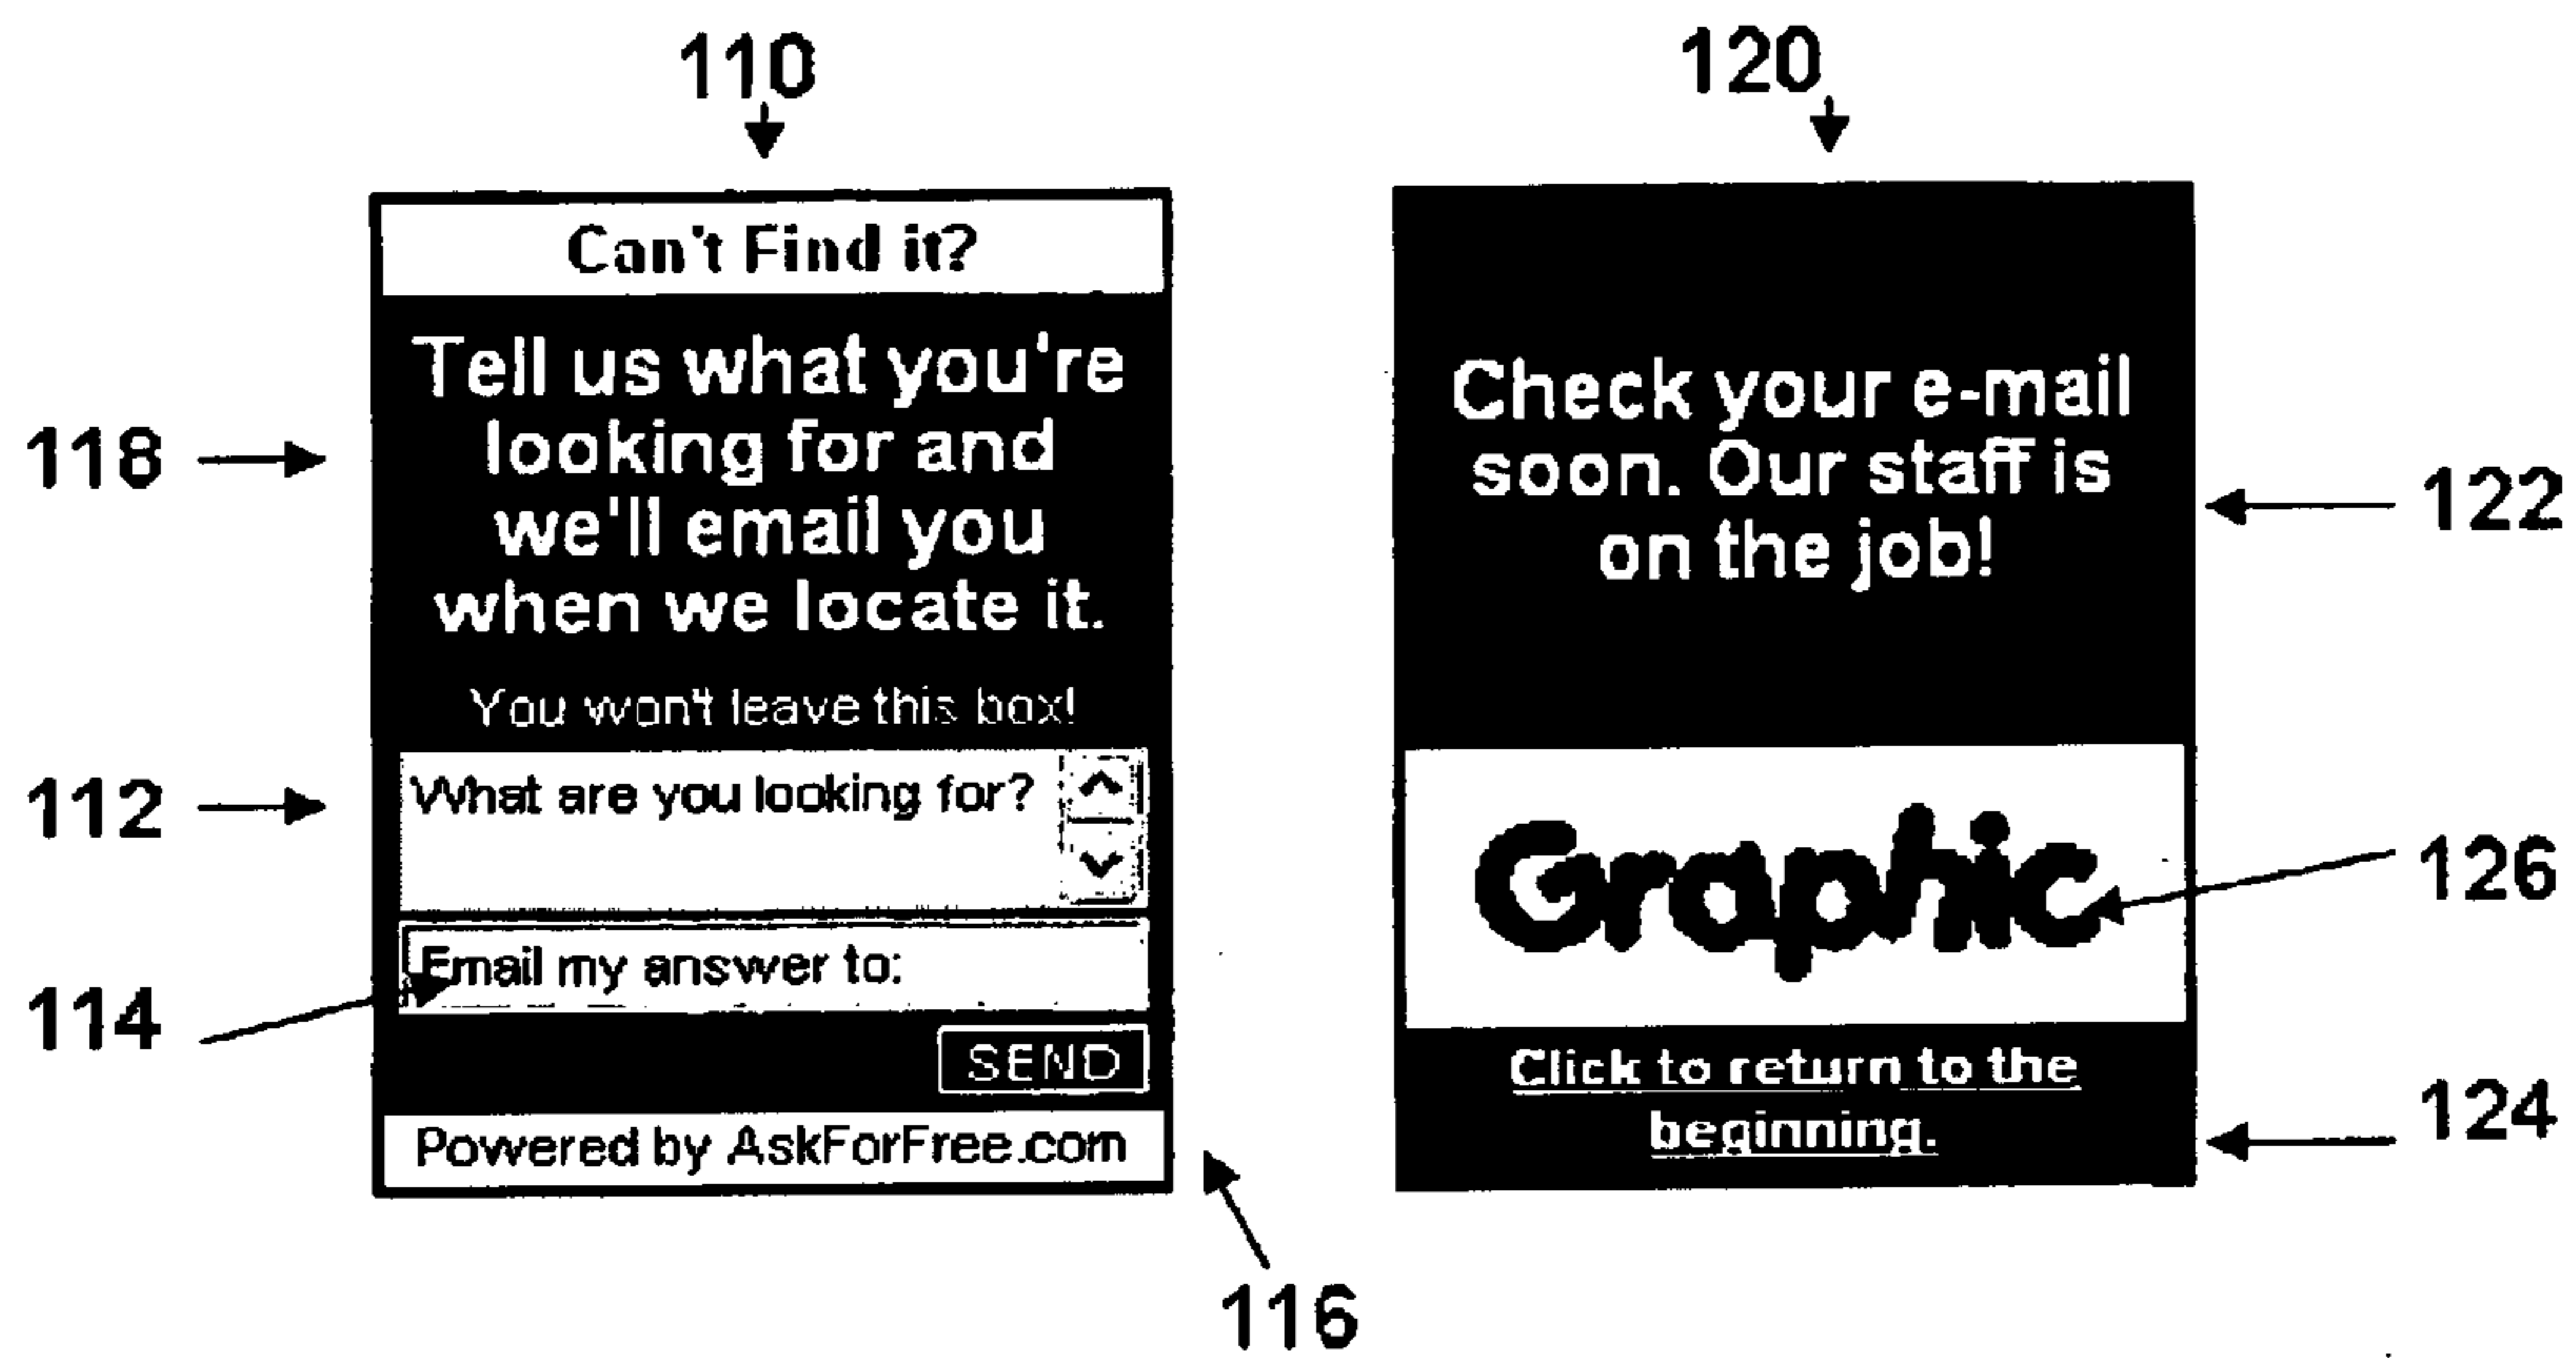 110
120
Can't Find it?
Tell us what you're
looking for and
we'll email you
when we locate it.
You won't leave this box!
118
112
What are you looking for?
114
Email my answer to:
SEND
Powered by AskForFree.com
116
Check your e-mail
soon. Our staff is
on the job!
122
Graphic
126
Click to return to the
beginning.
124